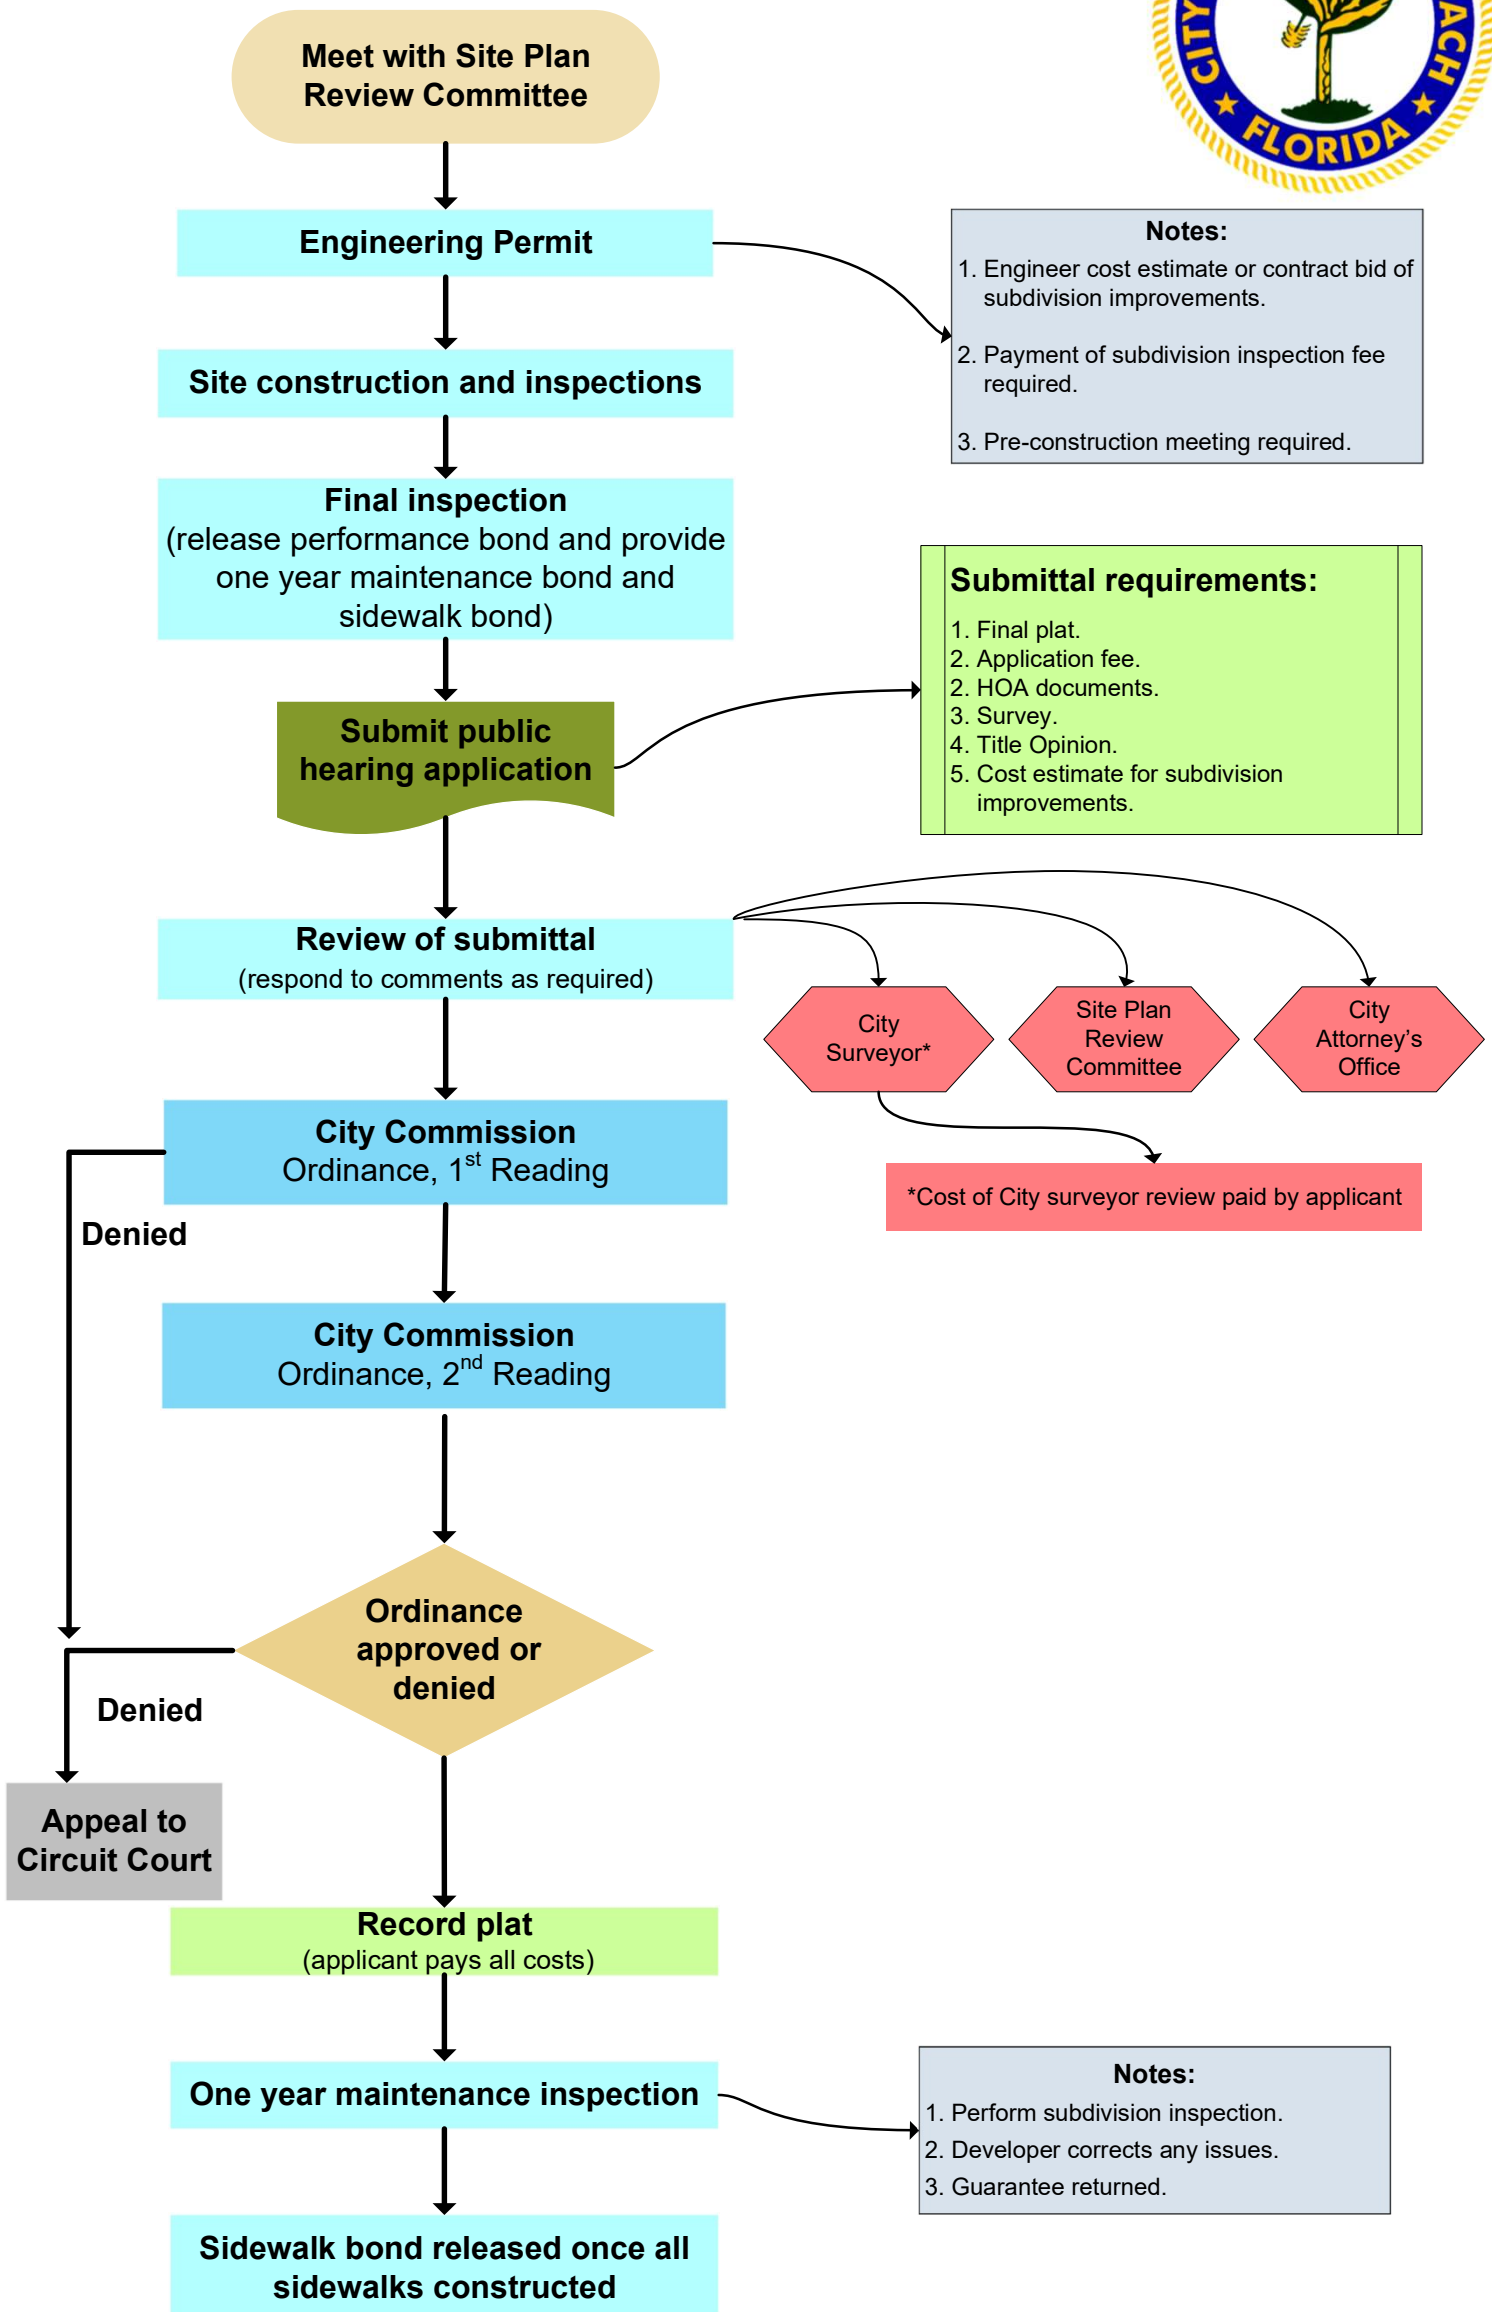 CITY
ACH
FLORIDA
Meet with Site Plan
Review Committee
Engineering Permit
Notes:
1. Engineer cost estimate or contract bid of
subdivision improvements.
2. Payment of subdivision inspection fee
required.
3. Pre-construction meeting required.
Site construction and inspections
Final inspection
(release performance bond and provide
one year maintenance bond and
sidewalk bond)
Submit public
hearing application
Submittal requirements:
1. Final plat.
2. Application fee.
2. HOA documents.
3. Survey.
4. Title Opinion.
5. Cost estimate for subdivision
improvements.
Review of submittal
(respond to comments as required)
City
Surveyor*
Site Plan
Review
Committee
City
Attorney’s
Office
*Cost of City surveyor review paid by applicant
City Commission
Ordinance, 1st Reading
Denied
City Commission
Ordinance, 2nd Reading
Ordinance
approved or
denied
Denied
Appeal to
Circuit Court
Record plat
(applicant pays all costs)
One year maintenance inspection
Notes:
1. Perform subdivision inspection.
2. Developer corrects any issues.
3. Guarantee returned.
Sidewalk bond released once all
sidewalks constructed